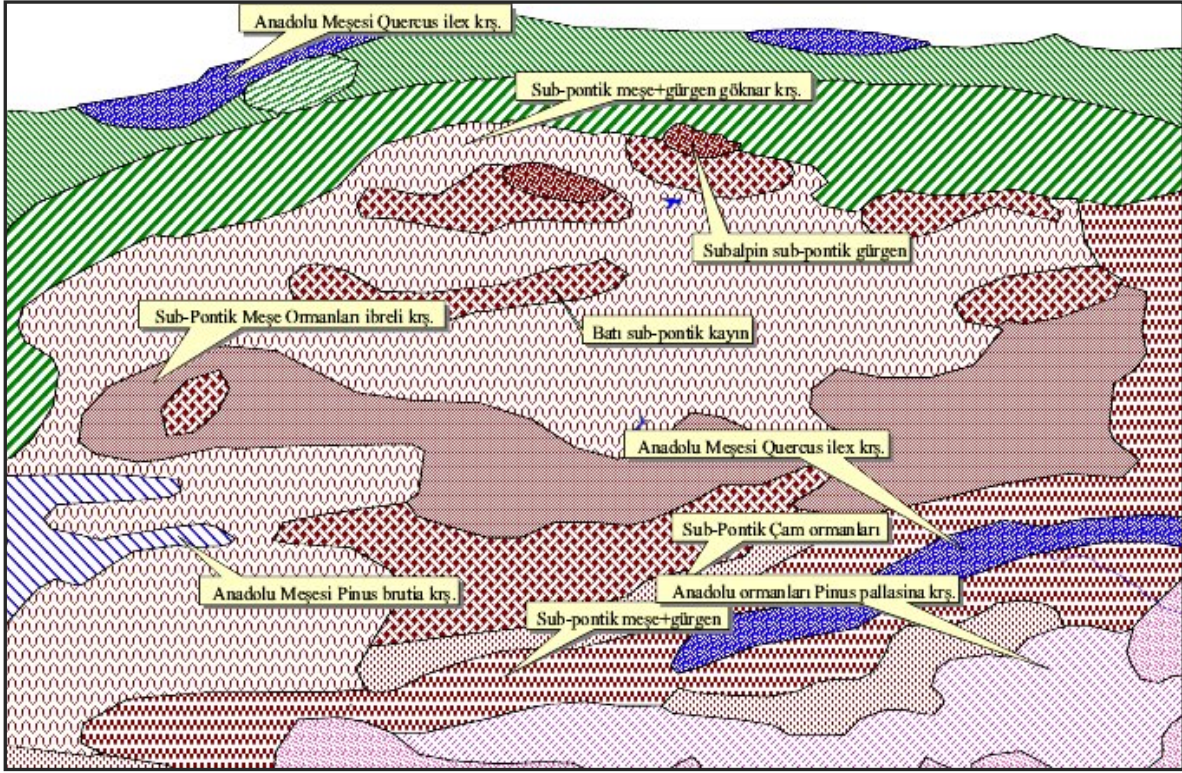 Anadolu Meşesi Quercus ilex krş.
Sub-pontik meşe+gürgen göknar krş.
Subalpin sub-pontik gürgen
Sub-Pontik Meşe Ormanları ibreli krş.
Batı sub-pontik kayın
Anadolu Meşesi Quercus ilex krş.
Sub-Pontik Çam ormanları
Anadolu Meşesi Pinus brutia krş.
Anadolu ormanları Pinus pallasina krş.
Sub-pontik meşe+gürgen